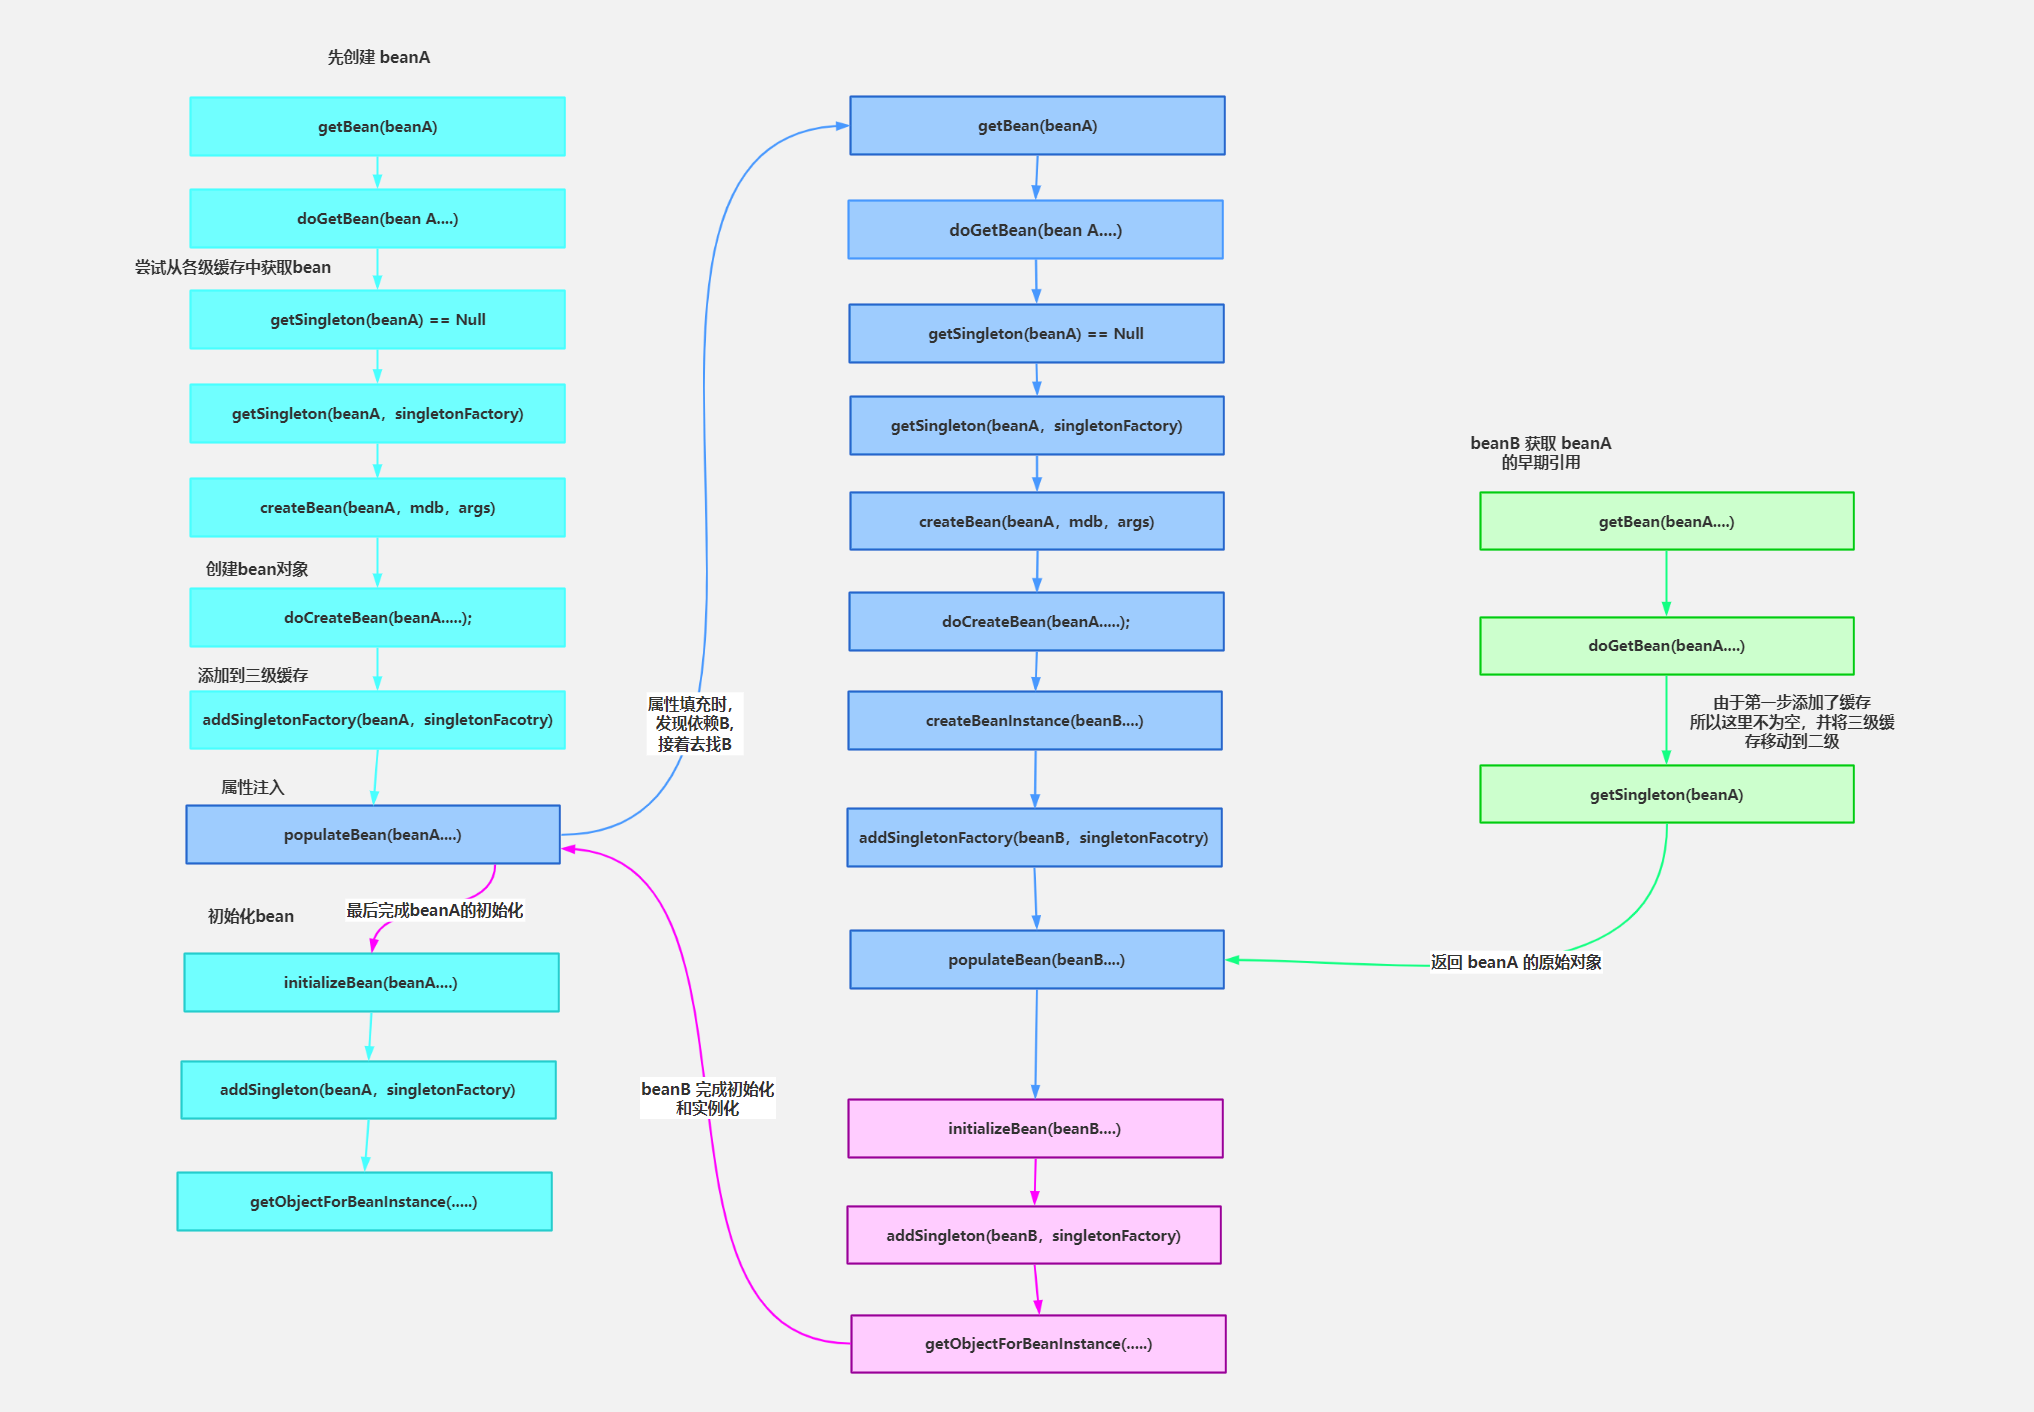 先创建 beanA
getBean(beanA)
doGetBean(bean A....)
尝试从各级缓存中获取bean
getSingleton(beanA) == Null
getSingleton(beanA，singletonFactory)
createBean(beanA，mdb，args)
创建bean对象
doCreateBean(beanA.....);
添加到三级缓存
addSingletonFactory(beanA，singletonFacotry)
属性注入
populateBean(beanA....)
最后完成beanA的初始化
初始化bean
initializeBean(beanA....)
addSingleton(beanA，singletonFactory)
getObjectForBeanInstance(.....)
属性填充时，
发现依赖B,
接着去找B
getBean(beanA)
doGetBean(bean A....)
getSingleton(beanA) == Null
getSingleton(beanA，singletonFactory)
createBean(beanA，mdb，args)
doCreateBean(beanA.....);
createBeanInstance(beanB....)
addSingletonFactory(beanB，singletonFacotry)
populateBean(beanB....)
initializeBean(beanB....)
addSingleton(beanB，singletonFactory)
getObjectForBeanInstance(.....)
beanB 完成初始化
和实例化
beanB 获取 beanA
的早期引用
getBean(beanA....)
doGetBean(beanA....)
由于第一步添加了缓存
所以这里不为空，并将三级缓
存移动到二级
getSingleton(beanA)
返回 beanA 的原始对象